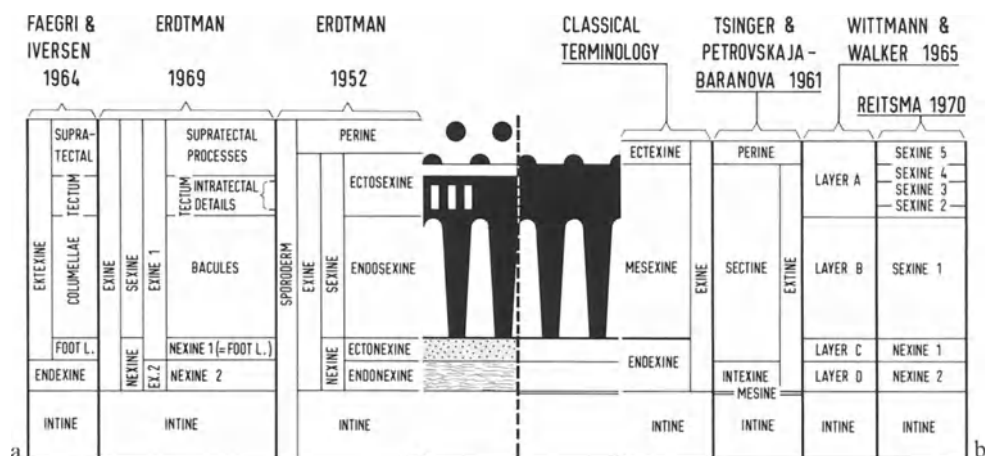 FAEGRI &
IVERSEN
1964
ERDTMAN
1969
ERDTMAN
1952
CLASSICAL
TERMINOLOGY
TSINGER &
PETROVSKAJA-
BARANOVA 1961
WITTMANN
& WALKER
1965
REITSMA 1970
EXTEXINE
SUPRA-
TECTAL
TECTUM
COLUMELLAE
FOOT L.
ENDEXINE
INTINE
EXINE
SEXINE
NEXINE
EXINE 1
EX.2
SUPRATECTAL
PROCESSES
TECTUM
INTRATECTAL
DETAILS
BACULES
NEXINE 1 (= FOOT L.)
NEXINE 2
INTINE
SPORODERM
PERINE
EXINE
SEXINE
NEXINE
ECTOSEXINE
ENDOSEXINE
ECTONEXINE
ENDONEXINE
INTINE
ECTEXINE
MESEXINE
ENDEXINE
EXINE
INTINE
PERINE
SECTINE
EXTINE
INTEXINE
MESINE
INTINE
LAYER A
LAYER B
LAYER C
LAYER D
INTINE
SEXINE 5
SEXINE 4
SEXINE 3
SEXINE 2
SEXINE 1
NEXINE 1
NEXINE 2
INTINE
a
b